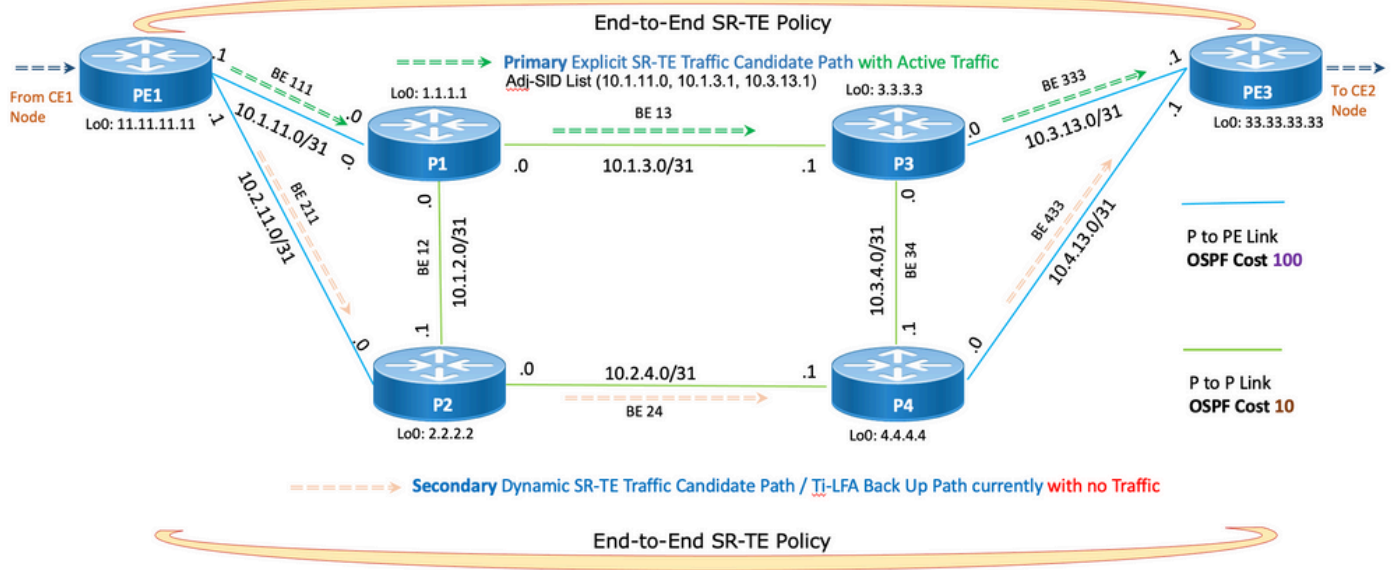 End-to-End SR-TE Policy
Primary Explicit SR-TE Traffic Candidate Path with Active Traffic
Adj-SID List (10.1.11.0, 10.1.3.1, 10.3.13.1)
From CE1
Node
PE1
Lo0: 11.11.11.11
.1
.1
BE 111
10.1.11.0/31
.0
.0
Lo0: 1.1.1.1
P1
BE 13
.0
10.1.3.0/31
.1
Lo0: 3.3.3.3
P3
.0
BE 333
10.3.13.0/31
.1
.1
PE3
Lo0: 33.33.33.33
To CE2
Node
BE 211
10.2.11.0/31
.0
.0
BE 12
10.1.2.0/31
.1
.0
10.3.4.0/31
BE 34
.1
BE 433
10.4.13.0/31
.0
P2
Lo0: 2.2.2.2
.0
10.2.4.0/31
.1
BE 24
P4
Lo0: 4.4.4.4
P to PE Link
OSPF Cost 100
P to P Link
OSPF Cost 10
Secondary Dynamic SR-TE Traffic Candidate Path / Ti-LFA Back Up Path currently with no Traffic
End-to-End SR-TE Policy